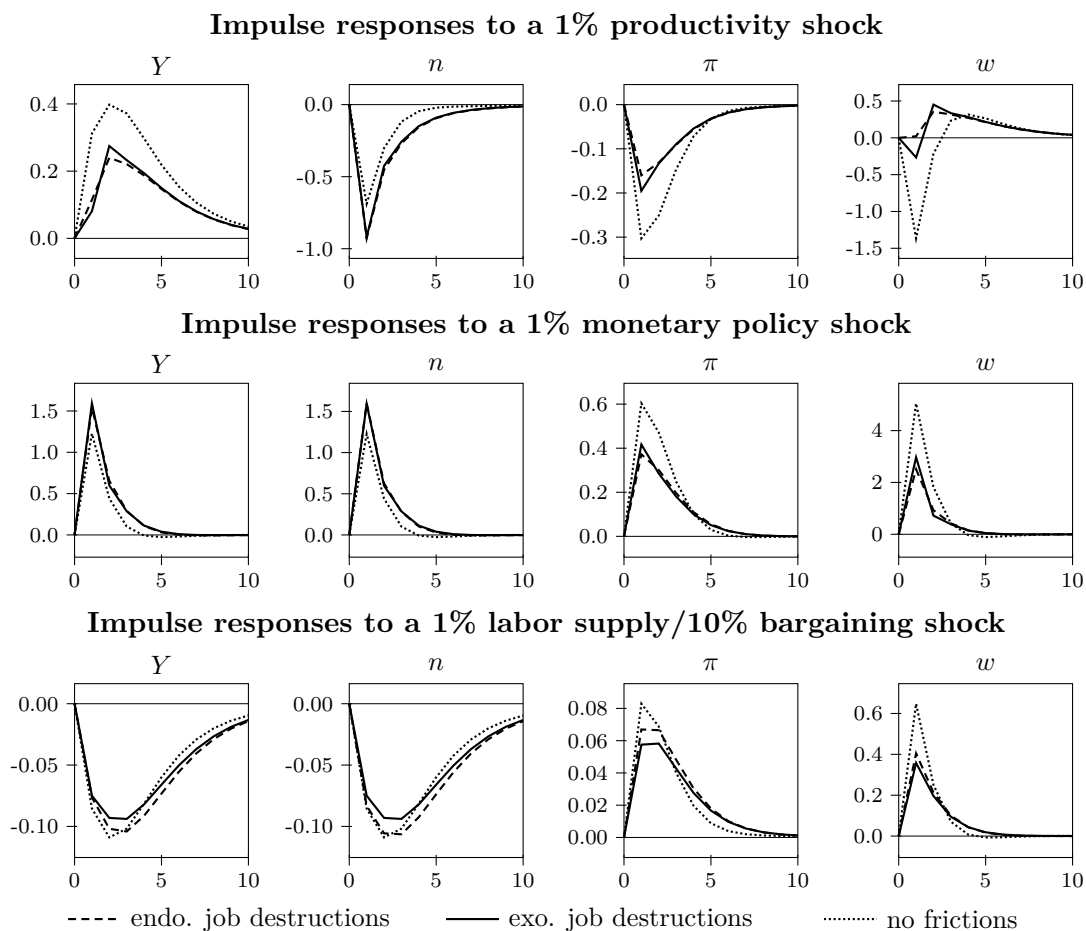 Impulse responses to a 1% productivity shock
Y n π w
0.4
0.2
0.0
0 5 10
0.0
-0.5
-1.0
0 5 10
0.0
-0.1
-0.2
-0.3
0 5 10
0.5
0.0
-0.5
-1.0
-1.5
0 5 10
Impulse responses to a 1% monetary policy shock
Y n π w
1.5
1.0
0.5
0.0
0 5 10
1.5
1.0
0.5
0.0
0 5 10
0.6
0.4
0.2
0.0
0 5 10
4
2
0
0 5 10
Impulse responses to a 1% labor supply/10% bargaining shock
Y n π w
0.00
-0.05
-0.10
0 5 10
0.00
-0.05
-0.10
0 5 10
0.08
0.06
0.04
0.02
0.00
0 5 10
0.6
0.4
0.2
0.0
0 5 10
endo. job destructions exo. job destructions no frictions